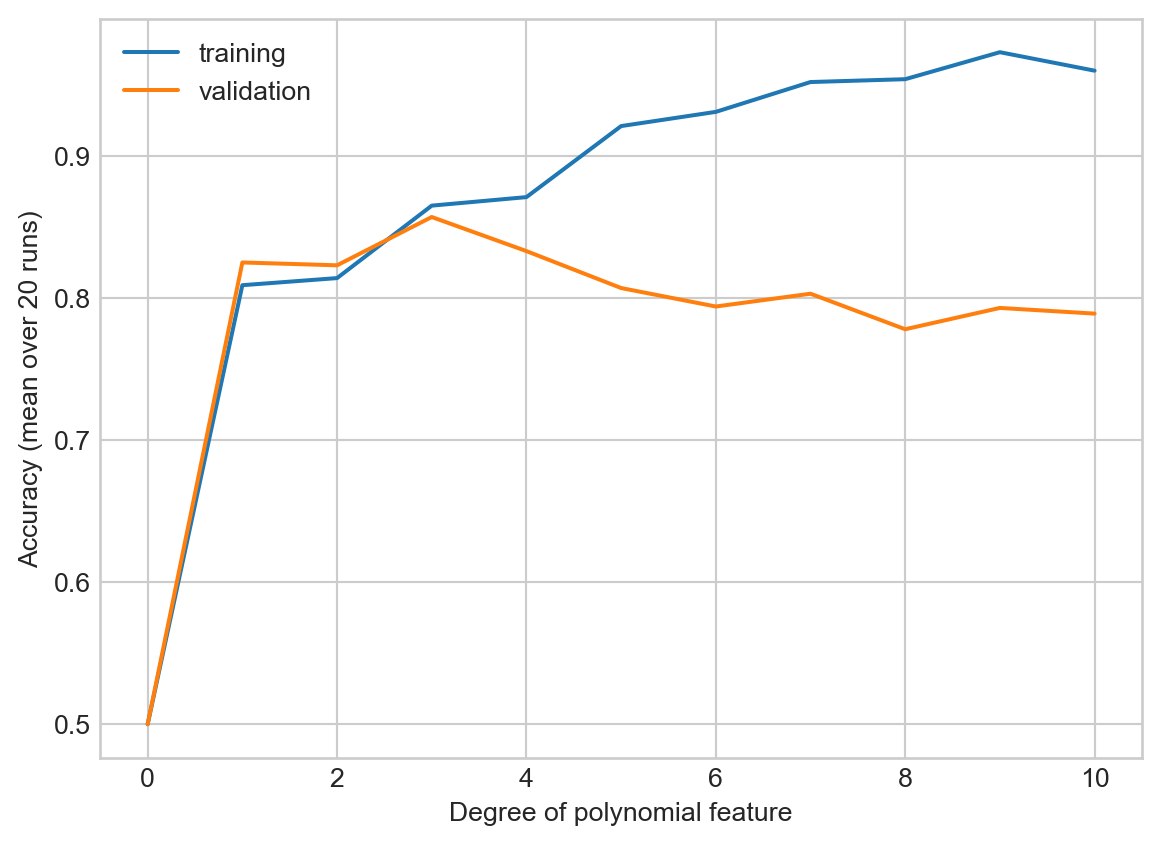 training
validation
0.9
0.8
0.7
0.6
0.5
Accuracy (mean over 20 runs)
0 2 4 6 8 10
Degree of polynomial feature